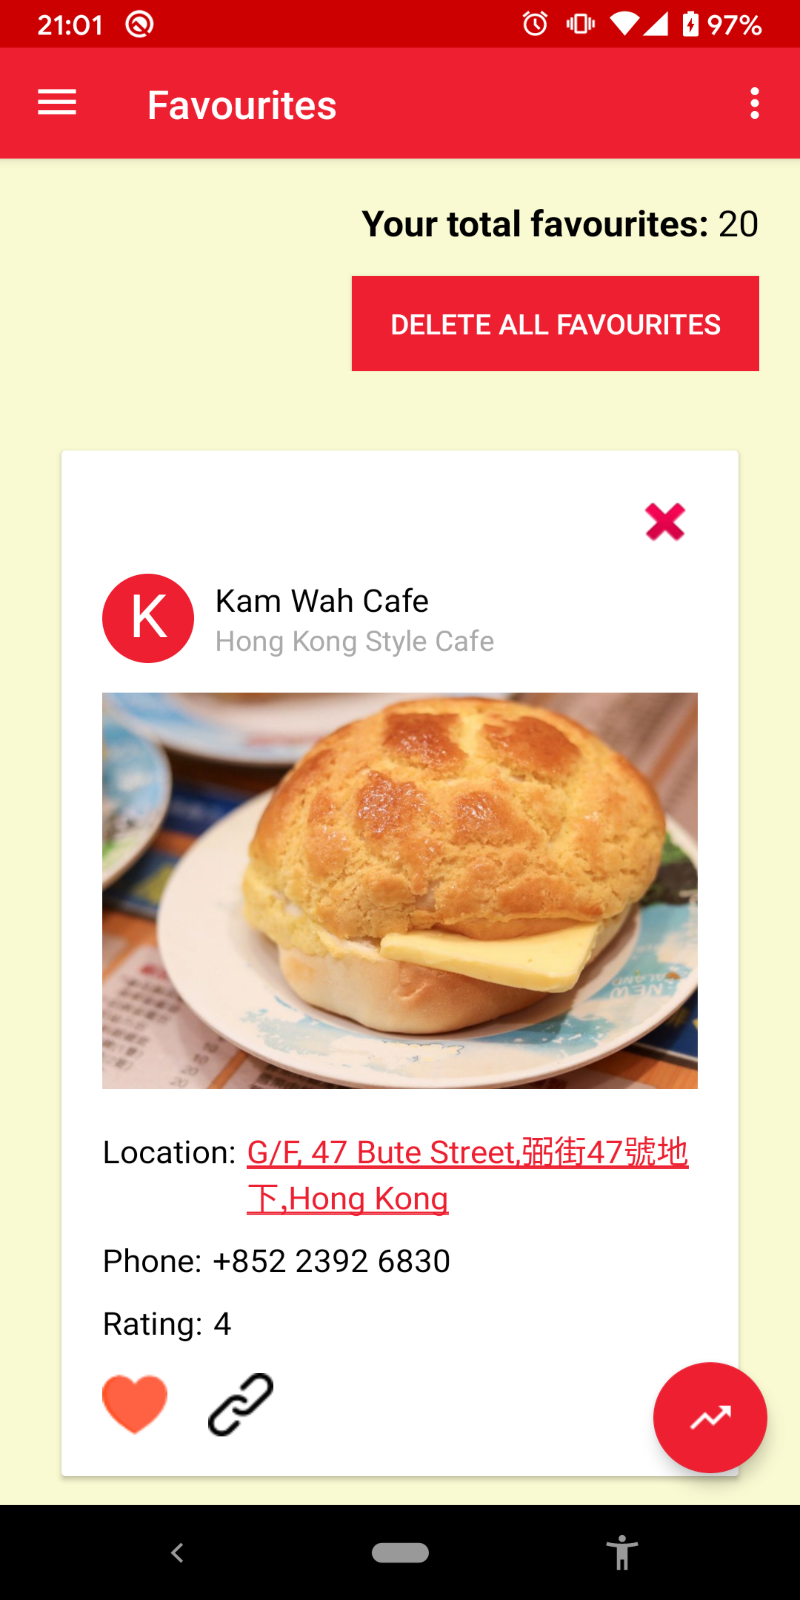 21:01
97%
Favourites
Your total favourites: 20
DELETE ALL FAVOURITES
K
Kam Wah Cafe
Hong Kong Style Cafe
NEW
Location: G/F, 47 Bute Street,弼街47號地
下,Hong Kong
Phone: +852 2392 6830
Rating: 4